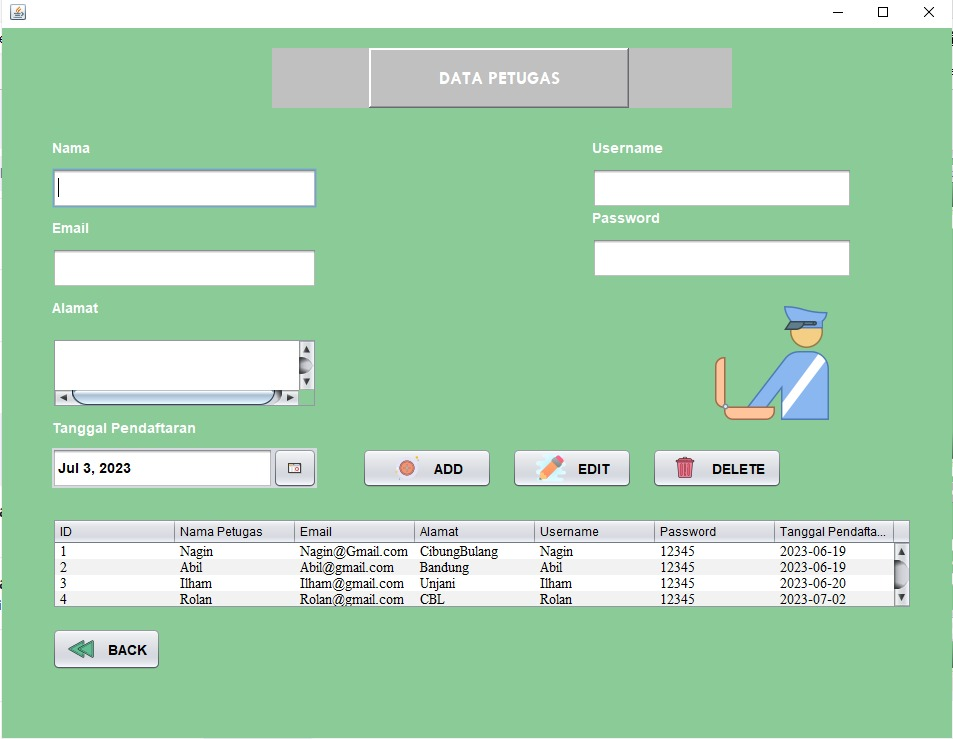 DATA PETUGAS
Nama
Username
Email
Password
Alamat
Tanggal Pendaftaran
Jul 3, 2023
ADD
EDIT
DELETE
ID Nama Petugas Email Alamat Username Password Tanggal Pendafta...
1 Nagin Nagin@Gmail.com CibungBulang Nagin 12345 2023-06-19
2 Abil Abil@gmail.com Bandung Abil 12345 2023-06-19
3 Ilham Ilham@gmail.com Unjani Ilham 12345 2023-06-20
4 Rolan Rolan@gmail.com CBL Rolan 12345 2023-07-02
BACK